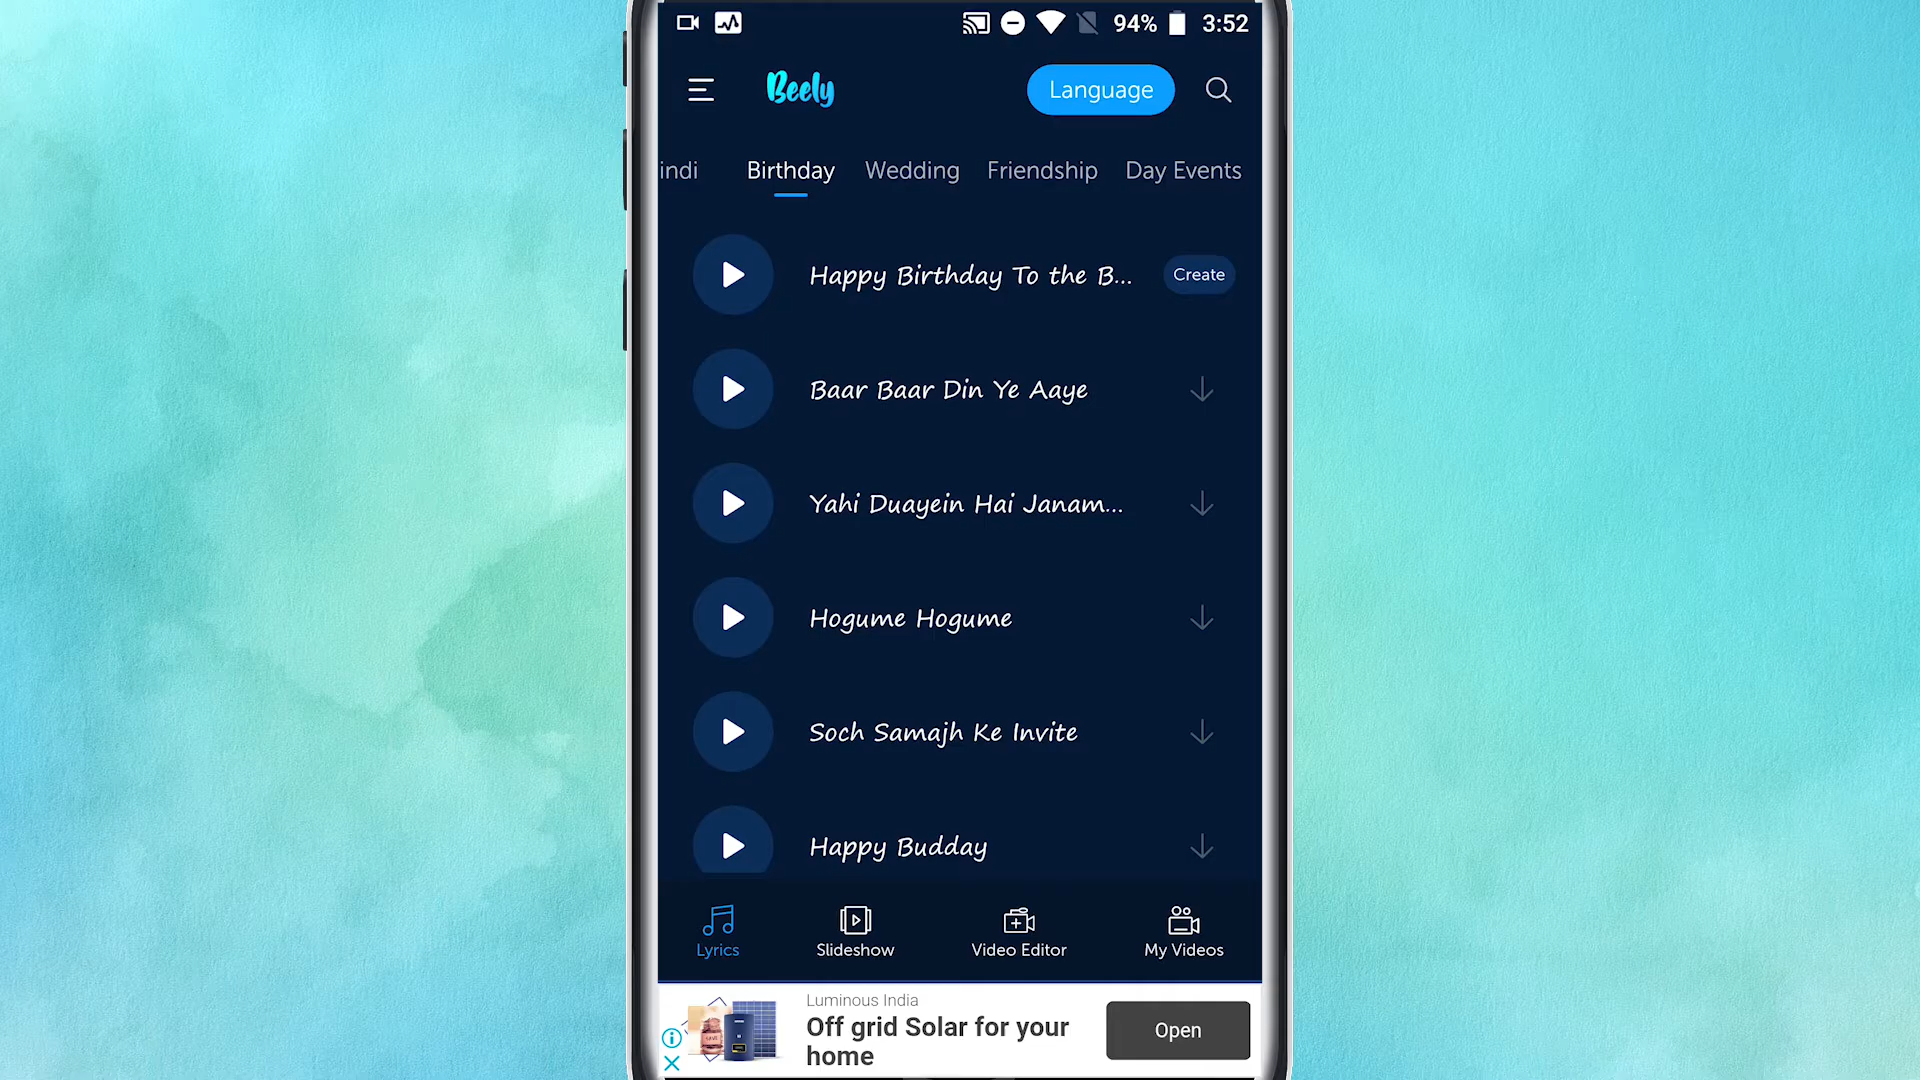 94% 3:52
Beely Language
indi Birthday Wedding Friendship Day Events
Happy Birthday To the B... Create
Baar Baar Din Ye Aaye
Yahi Duayein Hai Janam...
Hogume Hogume
Soch Samajh Ke Invite
Happy Budday
Lyrics Slideshow Video Editor My Videos
Luminous India
Off grid Solar for your
home
Open